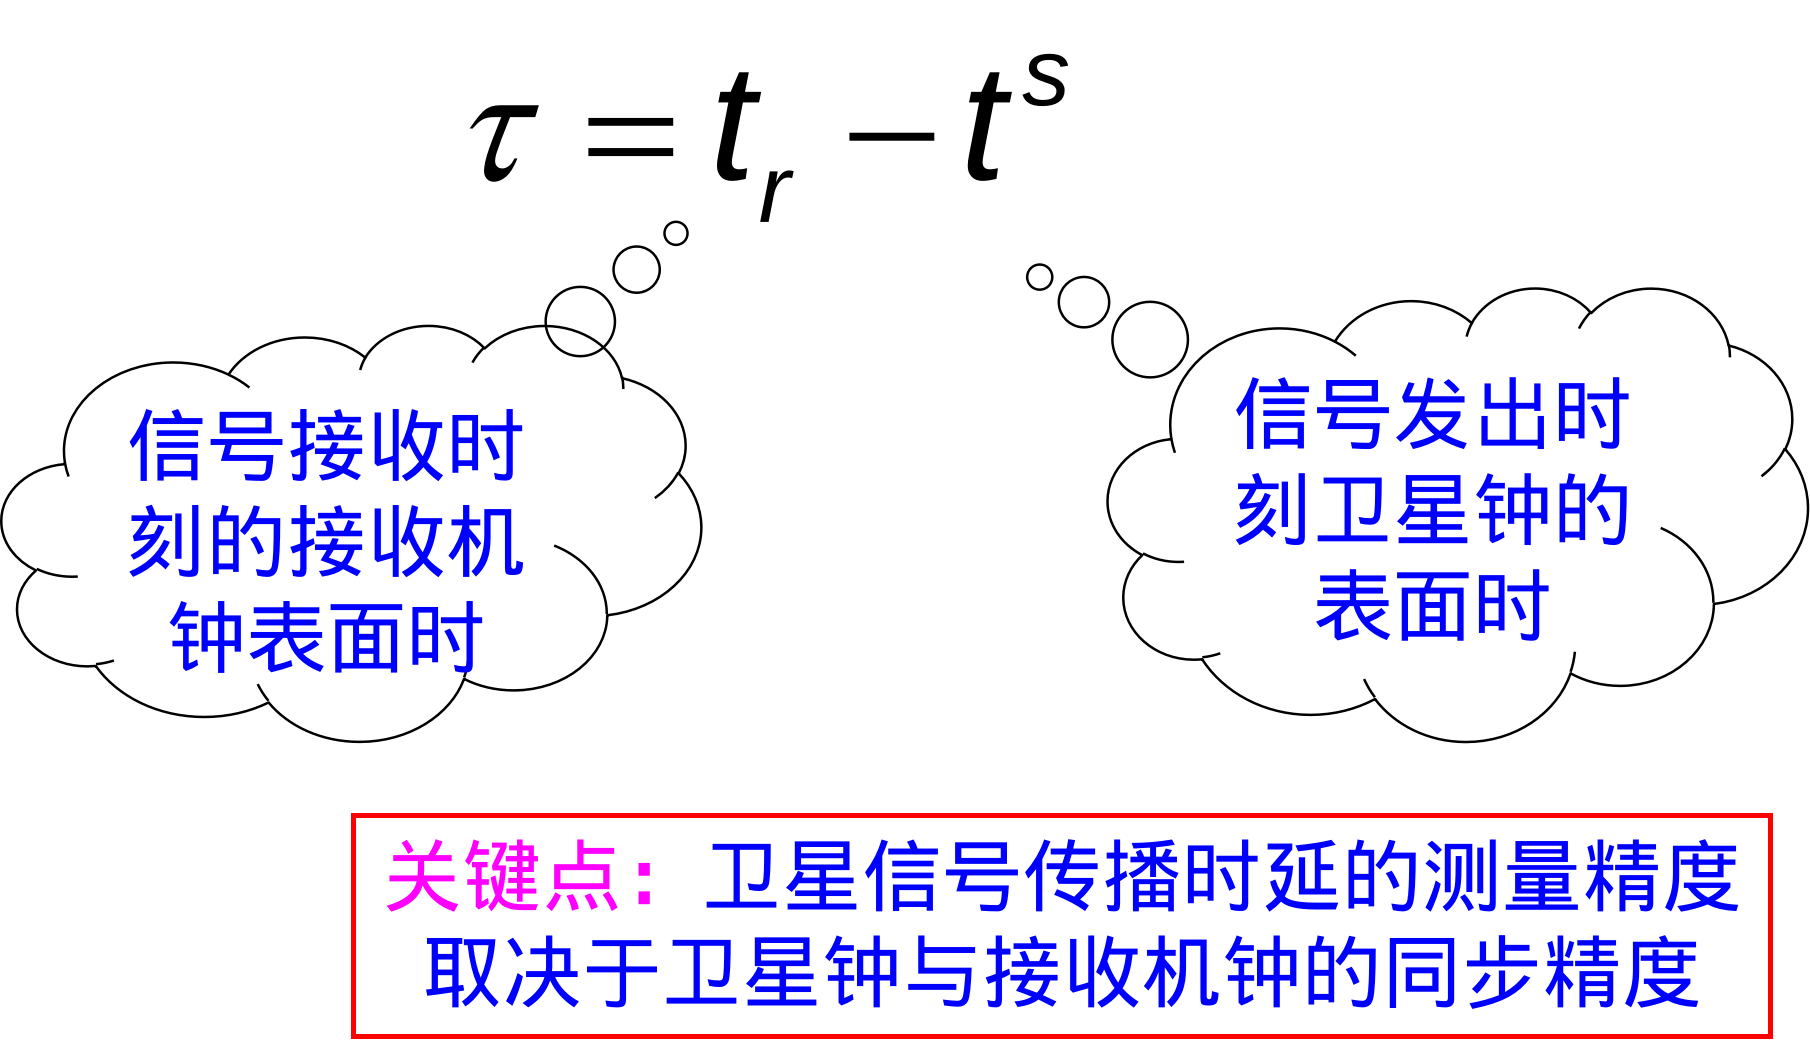 τ = t_r − t^s
信号接收时
刻的接收机
钟表面时
信号发出时
刻卫星钟的
表面时
关键点：卫星信号传播时延的测量精度
取决于卫星钟与接收机钟的同步精度